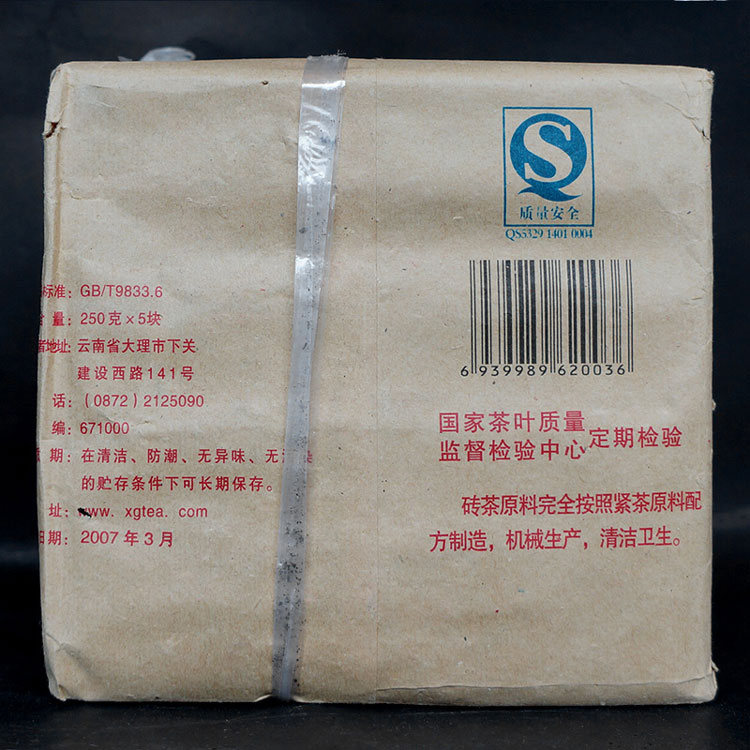 标准: GB/T9833.6
量: 250克×5块
地址: 云南省大理市下关
建设西路141号
话: (0872) 2125090
编: 671000
期: 在清洁、防潮、无异味、无
的贮存条件下可长期保存。
址: www. xgtea. com
期: 2007年3月
S
质量安全
QS5329 1401 0004
6 939989 620036
国家茶叶质量
监督检验中心 定期检验
砖茶原料完全按照紧茶原料配
方制造，机械生产，清洁卫生。